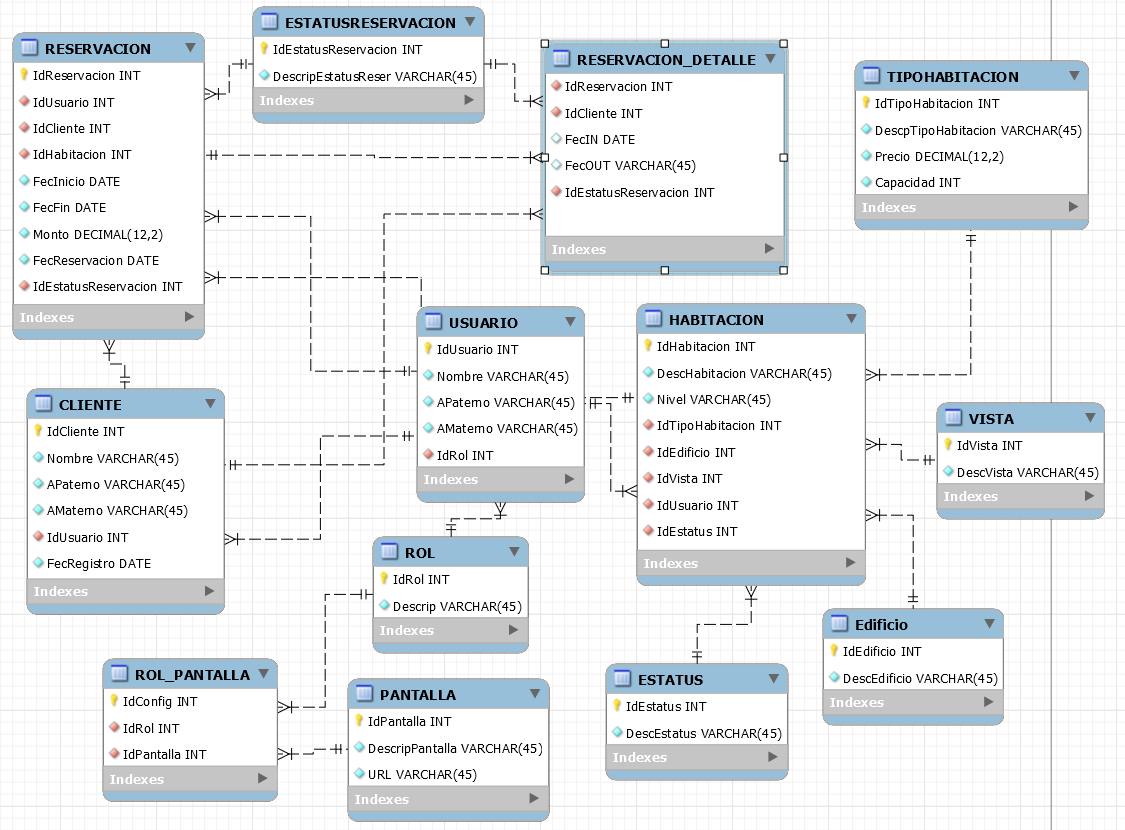 RESERVACION
IdReservacion INT
IdUsuario INT
IdCliente INT
IdHabitacion INT
FecInicio DATE
FecFin DATE
Monto DECIMAL(12,2)
FecReservacion DATE
IdEstatusReservacion INT
Indexes
ESTATUSRESERVACION
IdEstatusReservacion INT
DescripEstatusReser VARCHAR(45)
Indexes
RESERVACION_DETALLE
IdReservacion INT
IdCliente INT
FecIN DATE
FecOUT VARCHAR(45)
IdEstatusReservacion INT
Indexes
TIPOHABITACION
IdTipoHabitacion INT
DescpTipoHabitacion VARCHAR(45)
Precio DECIMAL(12,2)
Capacidad INT
Indexes
CLIENTE
IdCliente INT
Nombre VARCHAR(45)
APaterno VARCHAR(45)
AMaterno VARCHAR(45)
IdUsuario INT
FecRegistro DATE
Indexes
USUARIO
IdUsuario INT
Nombre VARCHAR(45)
APaterno VARCHAR(45)
AMaterno VARCHAR(45)
IdRol INT
Indexes
HABITACION
IdHabitacion INT
DescHabitacion VARCHAR(45)
Nivel VARCHAR(45)
IdTipoHabitacion INT
IdEdificio INT
IdVista INT
IdUsuario INT
IdEstatus INT
Indexes
VISTA
IdVista INT
DescVista VARCHAR(45)
Indexes
ROL
IdRol INT
Descrip VARCHAR(45)
Indexes
Edificio
IdEdificio INT
DescEdificio VARCHAR(45)
Indexes
ROL_PANTALLA
IdConfig INT
IdRol INT
IdPantalla INT
Indexes
PANTALLA
IdPantalla INT
DescripPantalla VARCHAR(45)
URL VARCHAR(45)
Indexes
ESTATUS
IdEstatus INT
DescEstatus VARCHAR(45)
Indexes